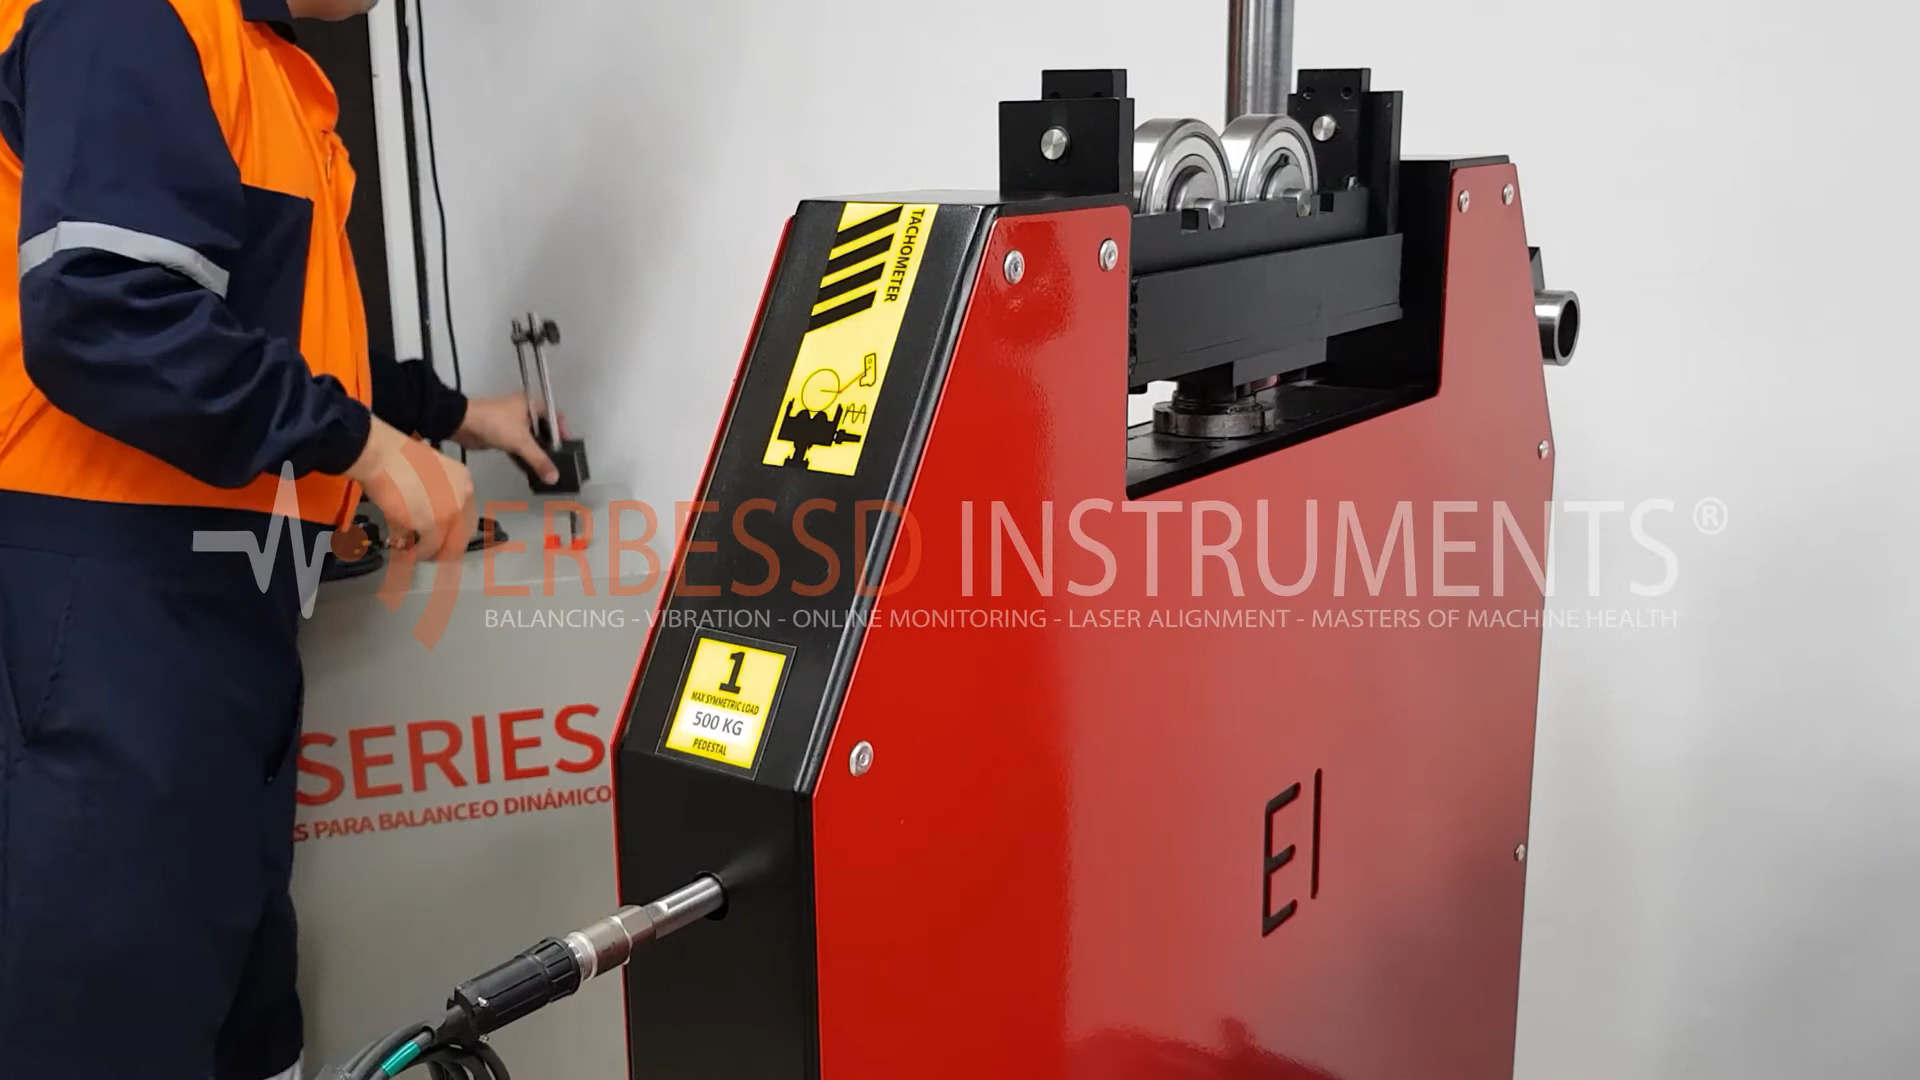 TACHOMETER
ERBESSD INSTRUMENTS®
BALANCING - VIBRATION - ONLINE MONITORING - LASER ALIGNMENT - MASTERS OF MACHINE HEALTH
1
MAX SYMMETRIC LOAD
500 KG
PEDESTAL
SERIES
PARA BALANCEO DINÁMICO
EI